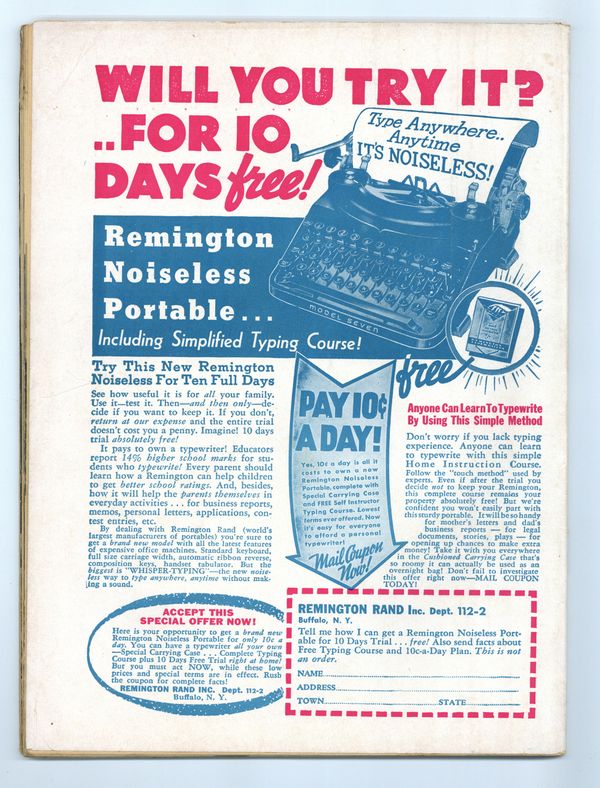 WILL YOU TRY IT?
..FOR 10
DAYS free!
Type Anywhere..
Anytime
IT'S NOISELESS!
Remington
Noiseless
Portable...
Including Simplified Typing Course!
MODEL SEVEN
free
Try This New Remington
Noiseless For Ten Full Days
See how useful it is for all your family.
Use it—test it. Then—and then only—de-
cide if you want to keep it. If you don't,
return at our expense and the entire trial
doesn't cost you a penny. Imagine! 10 days
trial absolutely free!
It pays to own a typewriter! Educators
report 14% higher school marks for stu-
dents who typewrite! Every parent should
learn how a Remington can help children
to get better school ratings. And, besides,
how it will help the parents themselves in
everyday activities . . . for business reports,
memos, personal letters, applications, con-
test entries, etc.
By dealing with Remington Rand (world's
largest manufacturers of portables) you're sure to
get a brand new model with all the latest features
of expensive office machines. Standard keyboard,
full size carriage width, automatic ribbon reverse,
composition keys, handset tabulator. But the
biggest is "WHISPER-TYPING"—the new noise-
less way to type anywhere, anytime without mak-
ing a sound.
PAY 10¢
A DAY!
Yes, 10¢ a day is all it
costs to own a new
Remington Noiseless
Portable, complete with
Special Carrying Case
and FREE Self Instructor
Typing Course. Lowest
terms ever offered. Now
it's easy for everyone
to afford a personal
typewriter!
Mail Coupon
Now!
Anyone Can Learn To Typewrite
By Using This Simple Method
Don't worry if you lack typing
experience. Anyone can learn
to typewrite with this simple
Home Instruction Course.
Follow the "touch method" used by
experts. Even if after the trial you
decide not to keep your Remington,
this complete course remains your
property absolutely free! But we're
confident you won't easily part with
this sturdy portable. It will be so handy
for mother's letters and dad's
business reports — for legal
documents, stories, plays — for
opening up chances to make extra
money! Take it with you everywhere
in the Cushioned Carrying Case that's
so roomy it can actually be used as an
overnight bag! Don't fail to investigate
this offer right now—MAIL COUPON
TODAY!
ACCEPT THIS
SPECIAL OFFER NOW!
Here is your opportunity to get a brand new
Remington Noiseless Portable for only 10c a
day. You can have a typewriter all your own
—Special Carrying Case . . . Complete Typing
Course plus 10 Days Free Trial right at home!
But you must act NOW, while these low
prices and special terms are in effect. Rush
the coupon for complete facts!
REMINGTON RAND INC. Dept. 112-2
Buffalo, N. Y.
REMINGTON RAND Inc. Dept. 112-2
Buffalo, N. Y.
Tell me how I can get a Remington Noiseless Port-
able for 10 Days Trial . . . free! Also send facts about
Free Typing Course and 10c-a-Day Plan. This is not
an order.
NAME
ADDRESS
TOWN STATE